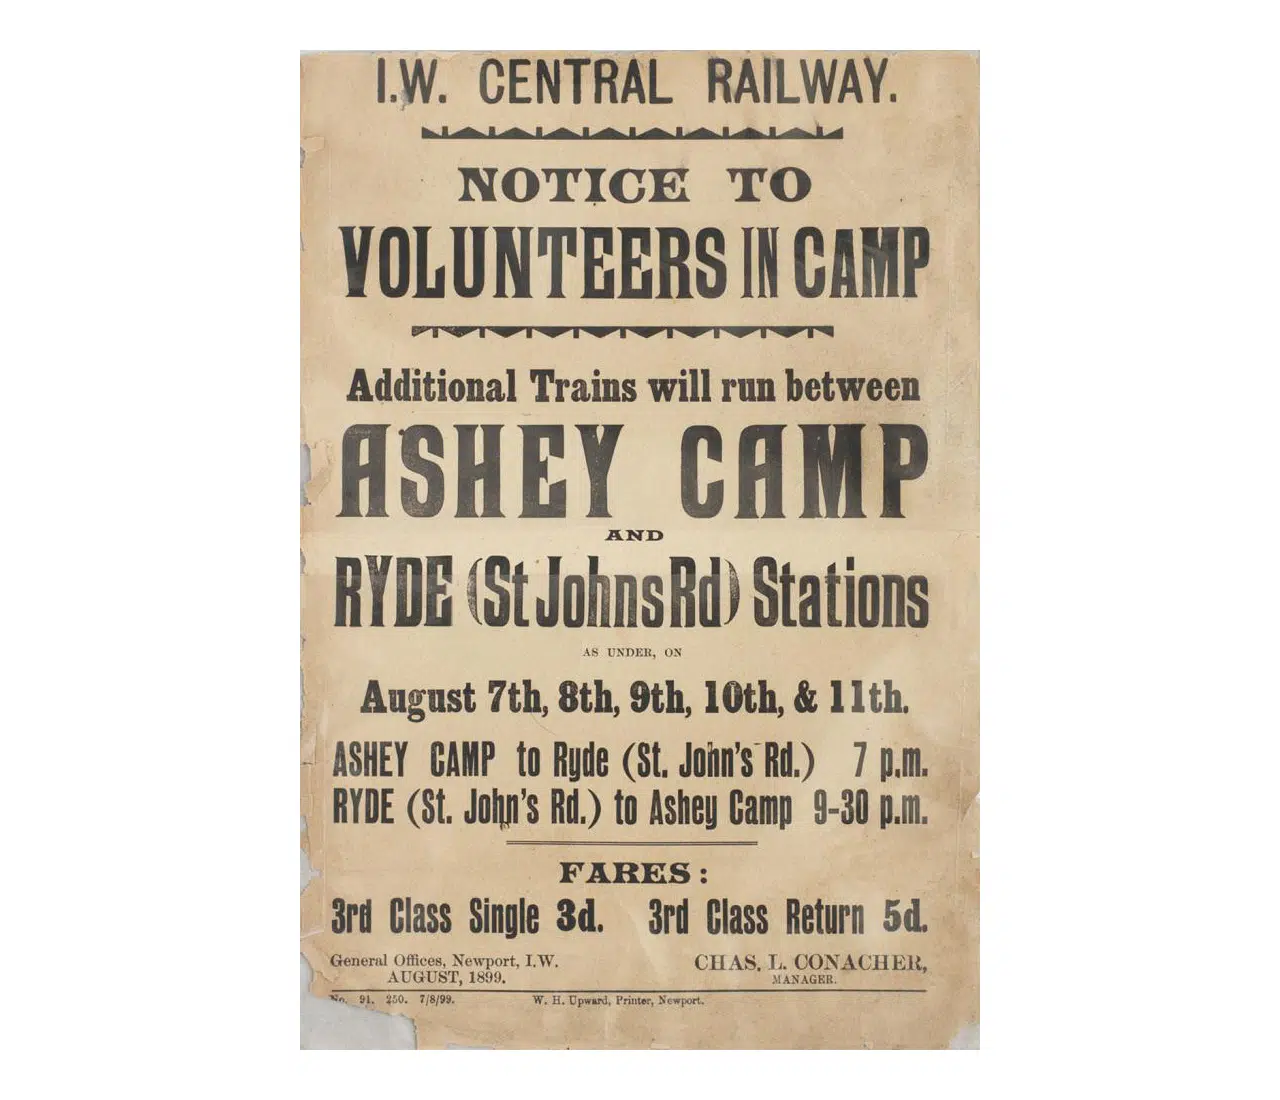 I.W. CENTRAL RAILWAY.
NOTICE TO
VOLUNTEERS IN CAMP
Additional Trains will run between
ASHEY CAMP
AND
RYDE (St Johns Rd) Stations
AS UNDER, ON
August 7th, 8th, 9th, 10th, & 11th.
ASHEY CAMP to Ryde (St. John's Rd.) 7 p.m.
RYDE (St. John's Rd.) to Ashey Camp 9-30 p.m.
FARES:
3rd Class Single 3d. 3rd Class Return 5d.
General Offices, Newport, I.W. CHAS. L. CONACHER,
AUGUST, 1899. MANAGER.
No. 91. 250. 7/8/99. W. H. Upward, Printer, Newport.